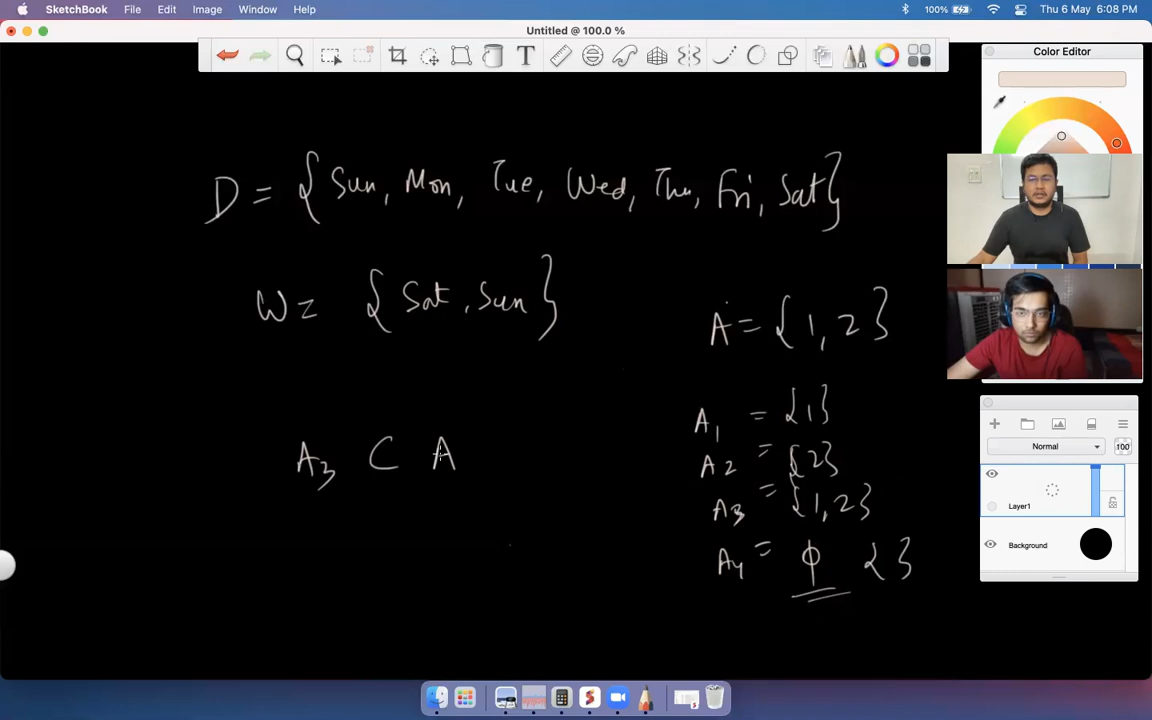 SketchBook File Edit Image Window Help 100% Thu 6 May 6:08 PM
Untitled @ 100.0 %
Color Editor
D = {Sun, Mon, Tue, Wed, Thu, Fri, Sat}
W = {Sat, Sun}
A = {1, 2}
A1 = {1}
A2 = {2}
A3 = {1, 2}
A4 = ϕ { }
A3 ⊂ A
Normal 100
Layer1
Background